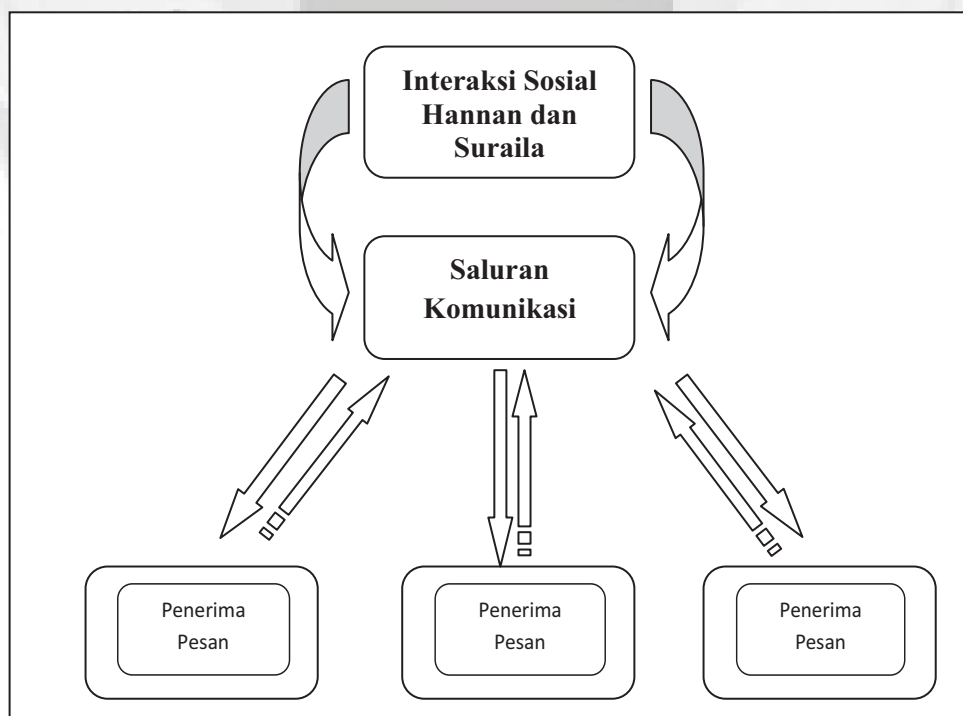 Interaksi Sosial
Hannan dan
Suraila
Saluran
Komunikasi
Penerima
Pesan
Penerima
Pesan
Penerima
Pesan